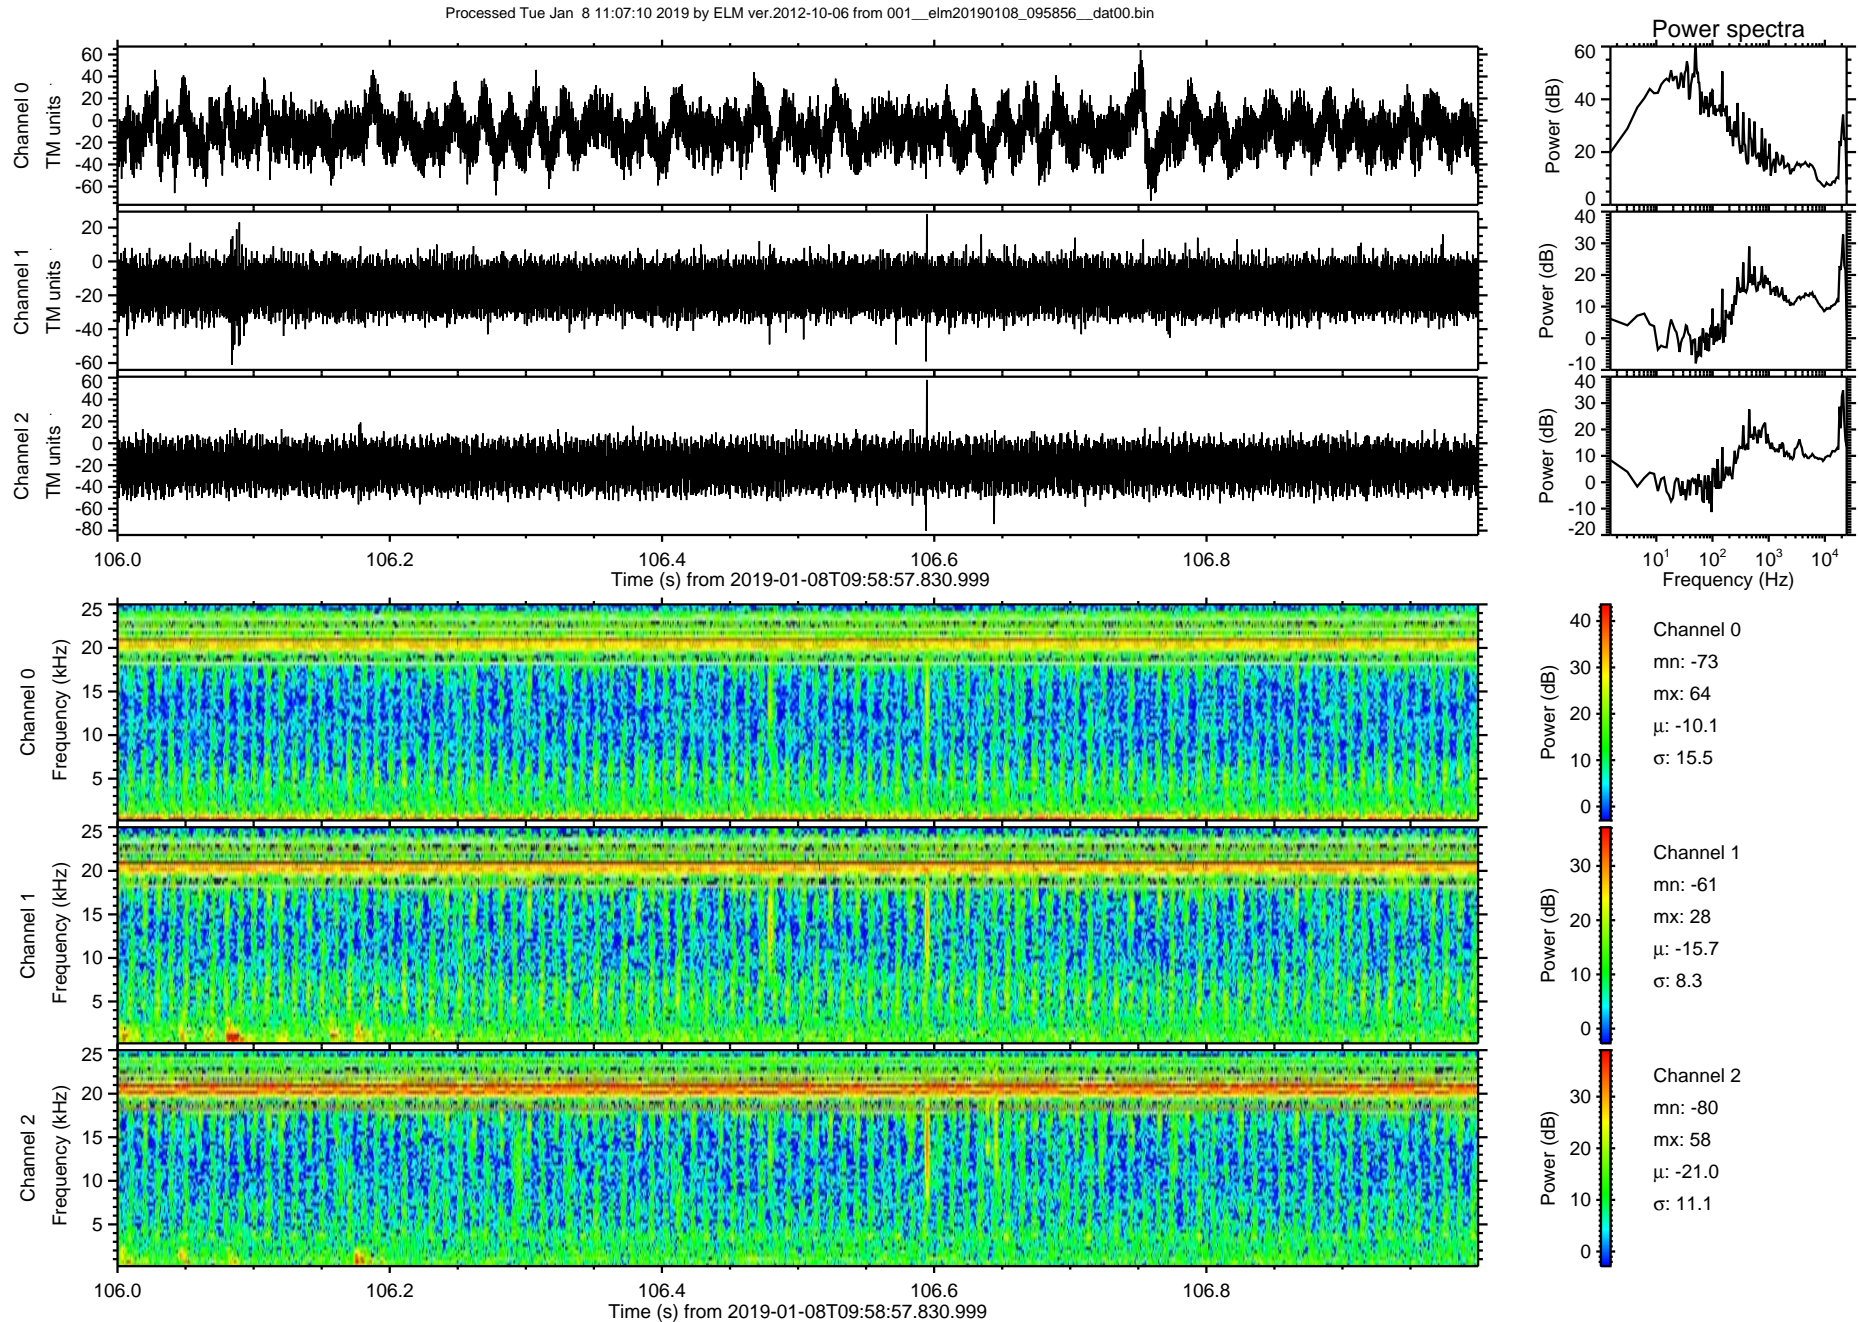 Processed Tue Jan  8 11:07:10 2019 by ELM ver.2012-10-06 from 001__elm20190108_095856__dat00.bin
Power spectra
Channel 0
TM units
60
40
20
0
-20
-40
-60
Power (dB)
60
40
20
0
Channel 1
TM units
20
0
-20
-40
-60
Power (dB)
40
30
20
10
0
-10
Channel 2
TM units
60
40
20
0
-20
-40
-60
-80
Power (dB)
40
30
20
10
0
-10
-20
106.0 106.2 106.4 106.6 106.8
Time (s) from 2019-01-08T09:58:57.830.999
10^1 10^2 10^3 10^4
Frequency (Hz)
Channel 0
Frequency (kHz)
25
20
15
10
5
Power (dB)
40
30
20
10
0
Channel 0
mn: -73
mx: 64
μ: -10.1
σ: 15.5
Channel 1
Frequency (kHz)
25
20
15
10
5
Power (dB)
30
20
10
0
Channel 1
mn: -61
mx: 28
μ: -15.7
σ: 8.3
Channel 2
Frequency (kHz)
25
20
15
10
5
Power (dB)
30
20
10
0
Channel 2
mn: -80
mx: 58
μ: -21.0
σ: 11.1
106.0 106.2 106.4 106.6 106.8
Time (s) from 2019-01-08T09:58:57.830.999